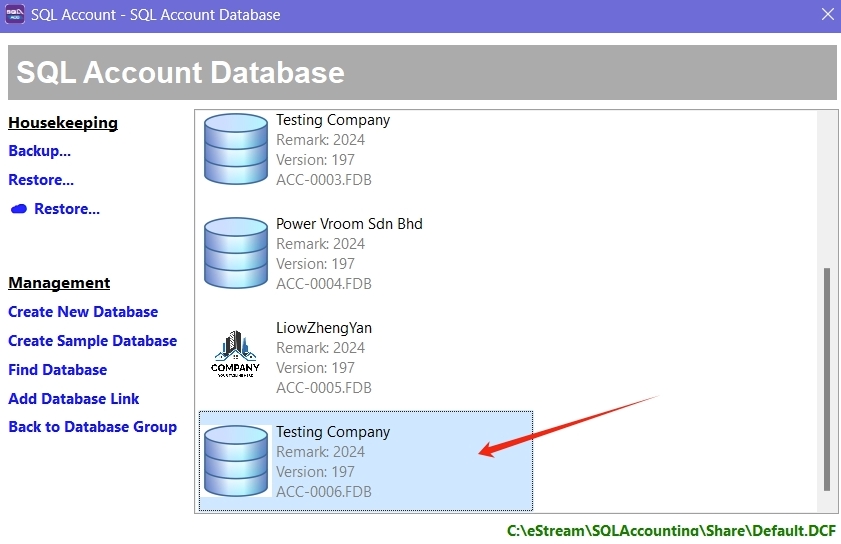 SQL Account - SQL Account Database
SQL Account Database
Housekeeping
Backup...
Restore...
Restore...
Management
Create New Database
Create Sample Database
Find Database
Add Database Link
Back to Database Group
Testing Company
Remark: 2024
Version: 197
ACC-0003.FDB
Power Vroom Sdn Bhd
Remark: 2024
Version: 197
ACC-0004.FDB
COMPANY
LiowZhengYan
Remark: 2024
Version: 197
ACC-0005.FDB
Testing Company
Remark: 2024
Version: 197
ACC-0006.FDB
C:\eStream\SQLAccounting\Share\Default.DCF